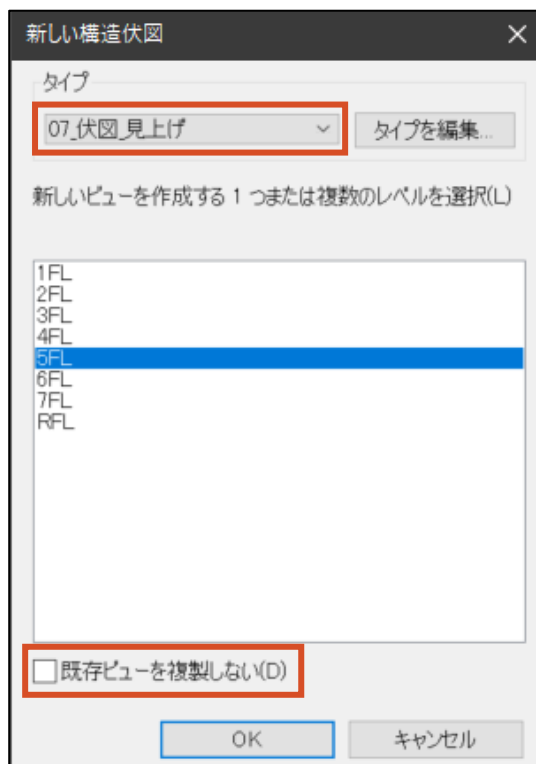 新しい構造伏図
タイプ
07_伏図_見上げ
タイプを編集...
新しいビューを作成する 1 つまたは複数のレベルを選択(L)
1FL
2FL
3FL
4FL
5FL
6FL
7FL
RFL
既存ビューを複製しない(D)
OK
キャンセル